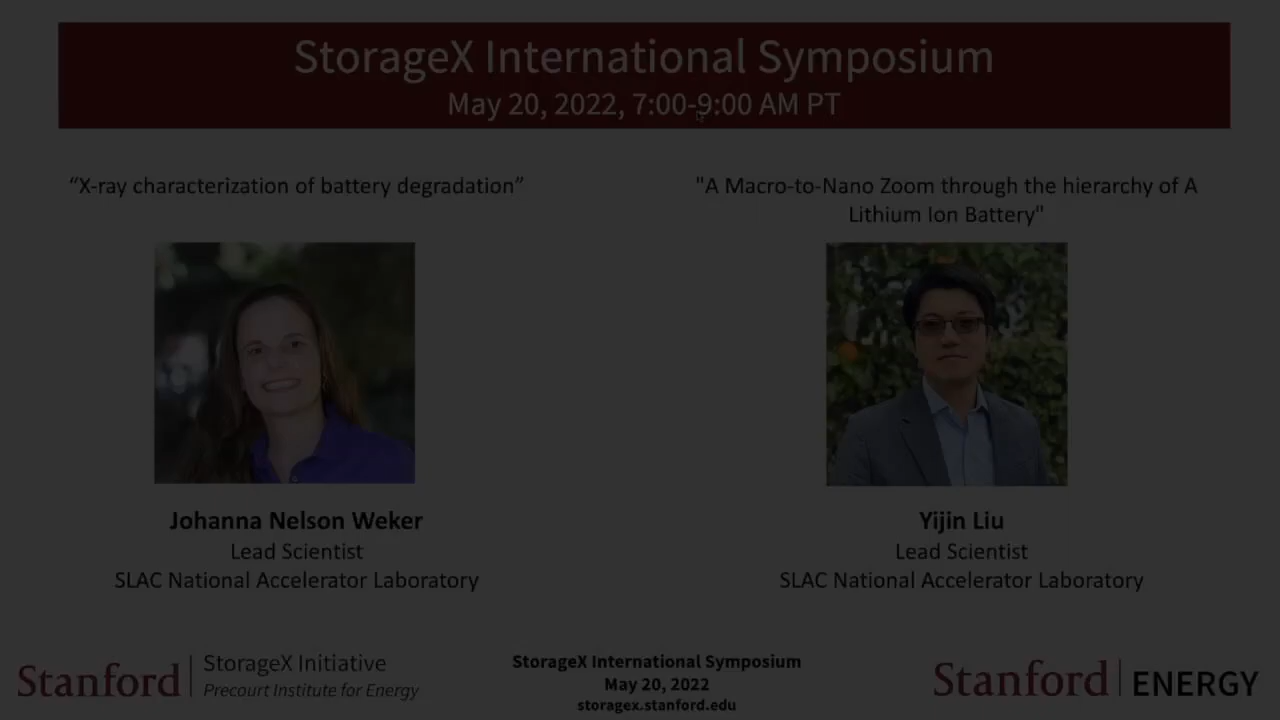 StorageX International Symposium
May 20, 2022, 7:00-9:00 AM PT
“X-ray characterization of battery degradation”
"A Macro-to-Nano Zoom through the hierarchy of A
Lithium Ion Battery"
Johanna Nelson Weker
Lead Scientist
SLAC National Accelerator Laboratory
Yijin Liu
Lead Scientist
SLAC National Accelerator Laboratory
Stanford
StorageX Initiative
Precourt Institute for Energy
StorageX International Symposium
May 20, 2022
storagex.stanford.edu
Stanford ENERGY